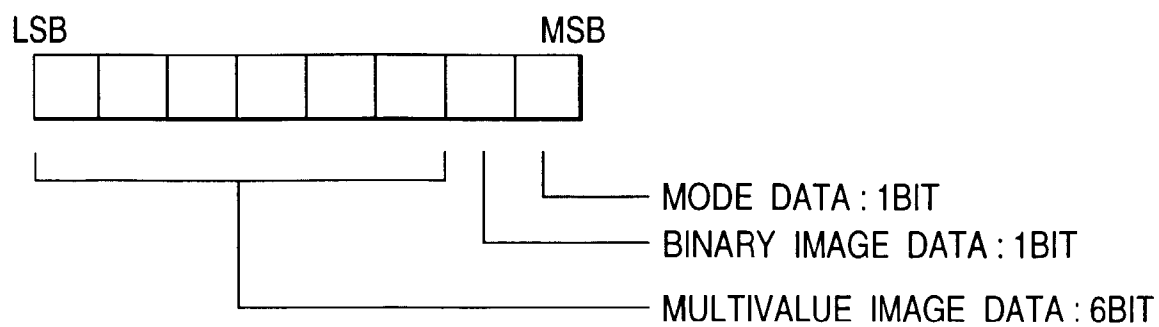 LSB MSB
MODE DATA : 1BIT
BINARY IMAGE DATA : 1BIT
MULTIVALUE IMAGE DATA : 6BIT